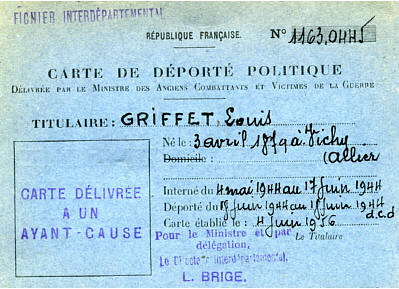 FICHIER INTERDÉPARTEMENTAL
RÉPUBLIQUE FRANÇAISE.
N° 1163,0445
CARTE DE DÉPORTÉ POLITIQUE
DÉLIVRÉE PAR LE MINISTRE DES ANCIENS COMBATTANTS ET VICTIMES DE LA GUERRE
TITULAIRE : GRIFFET, Louis
Né le : 3 avril 1879 à Vichy
Domicile : (Allier
CARTE DÉLIVRÉE
À UN
AYANT-CAUSE
Interné du 4 mai 1944 au 17 juin 1944
Déporté du 18 juin 1944 au 18 juin 1944
d.c.d
Carte établie le : 4 juin 1956
Pour le Ministre et par
délégation,
Le Titulaire
Le Directeur Interdépartemental,
L. BRIGE.